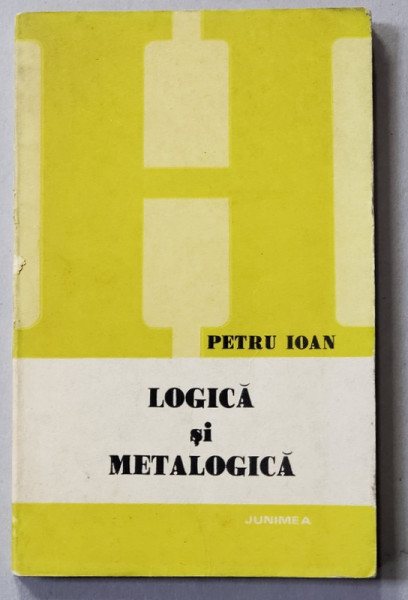 H
PETRU IOAN
LOGICĂ
și
METALOGICĂ
JUNIMEA